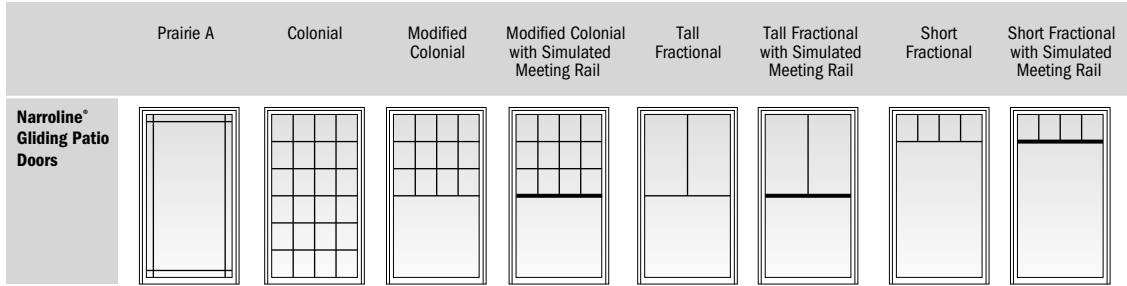 Prairie A
Colonial
Modified
Colonial
Modified Colonial
with Simulated
Meeting Rail
Tall
Fractional
Tall Fractional
with Simulated
Meeting Rail
Short
Fractional
Short Fractional
with Simulated
Meeting Rail
Narroline®
Gliding Patio
Doors